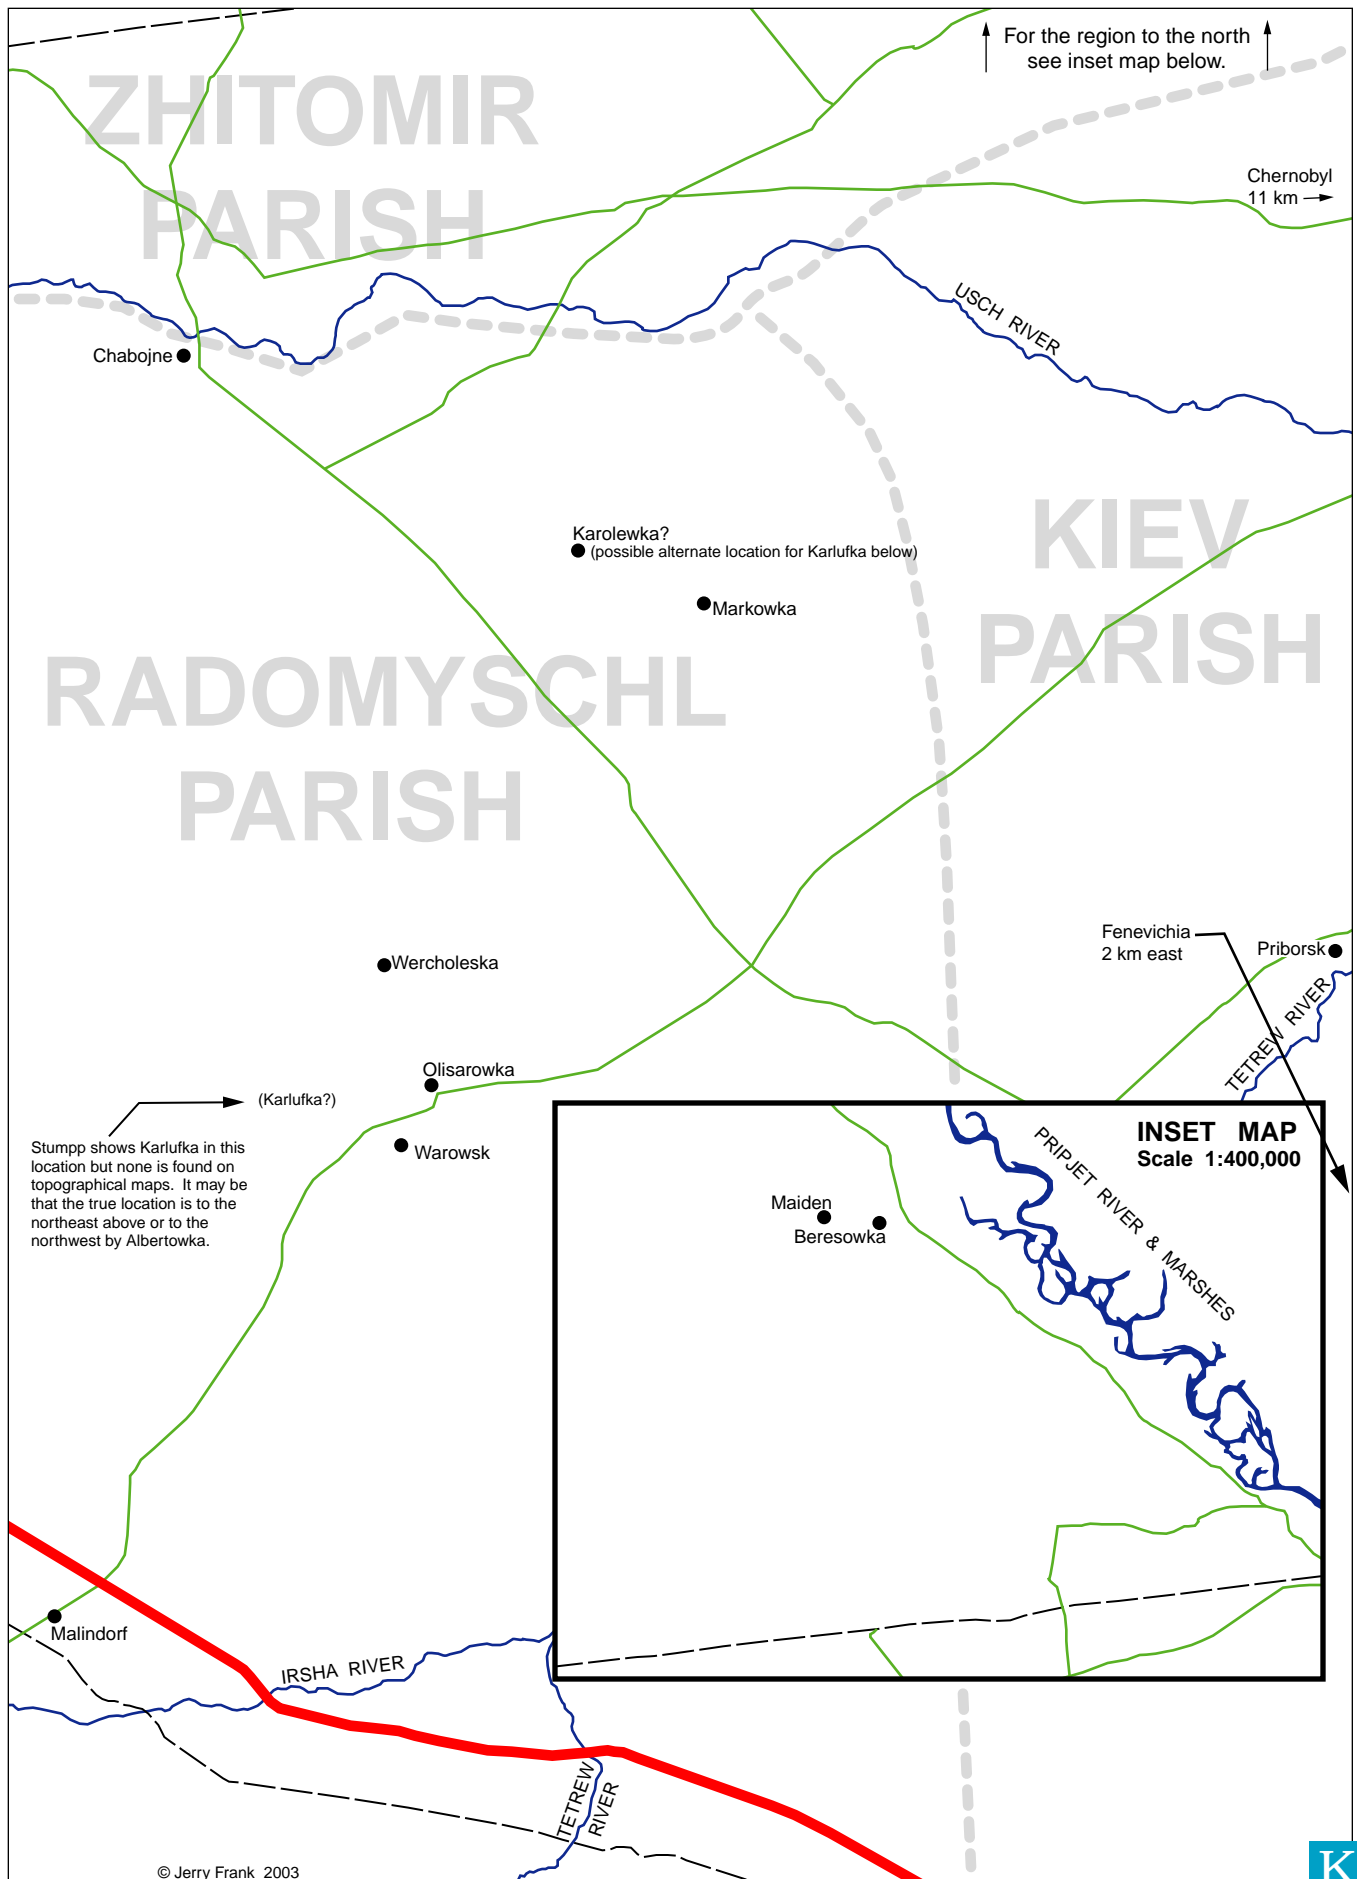 For the region to the north
see inset map below.
ZHITOMIR
PARISH
Chernobyl
11 km
USCH RIVER
Chabojne
KIEV
PARISH
Karolewka?
(possible alternate location for Karlufka below)
Markowka
RADOMYSCHL
PARISH
Fenevichia
2 km east
Priborsk
Wercholeska
TETREW RIVER
Olisarowka
(Karlufka?)
Warowsk
Stumpp shows Karlufka in this
location but none is found on
topographical maps. It may be
that the true location is to the
northeast above or to the
northwest by Albertowka.
INSET MAP
Scale 1:400,000
PRIPJET RIVER & MARSHES
Maiden
Beresowka
Malindorf
IRSHA RIVER
TETREW
RIVER
© Jerry Frank 2003
K